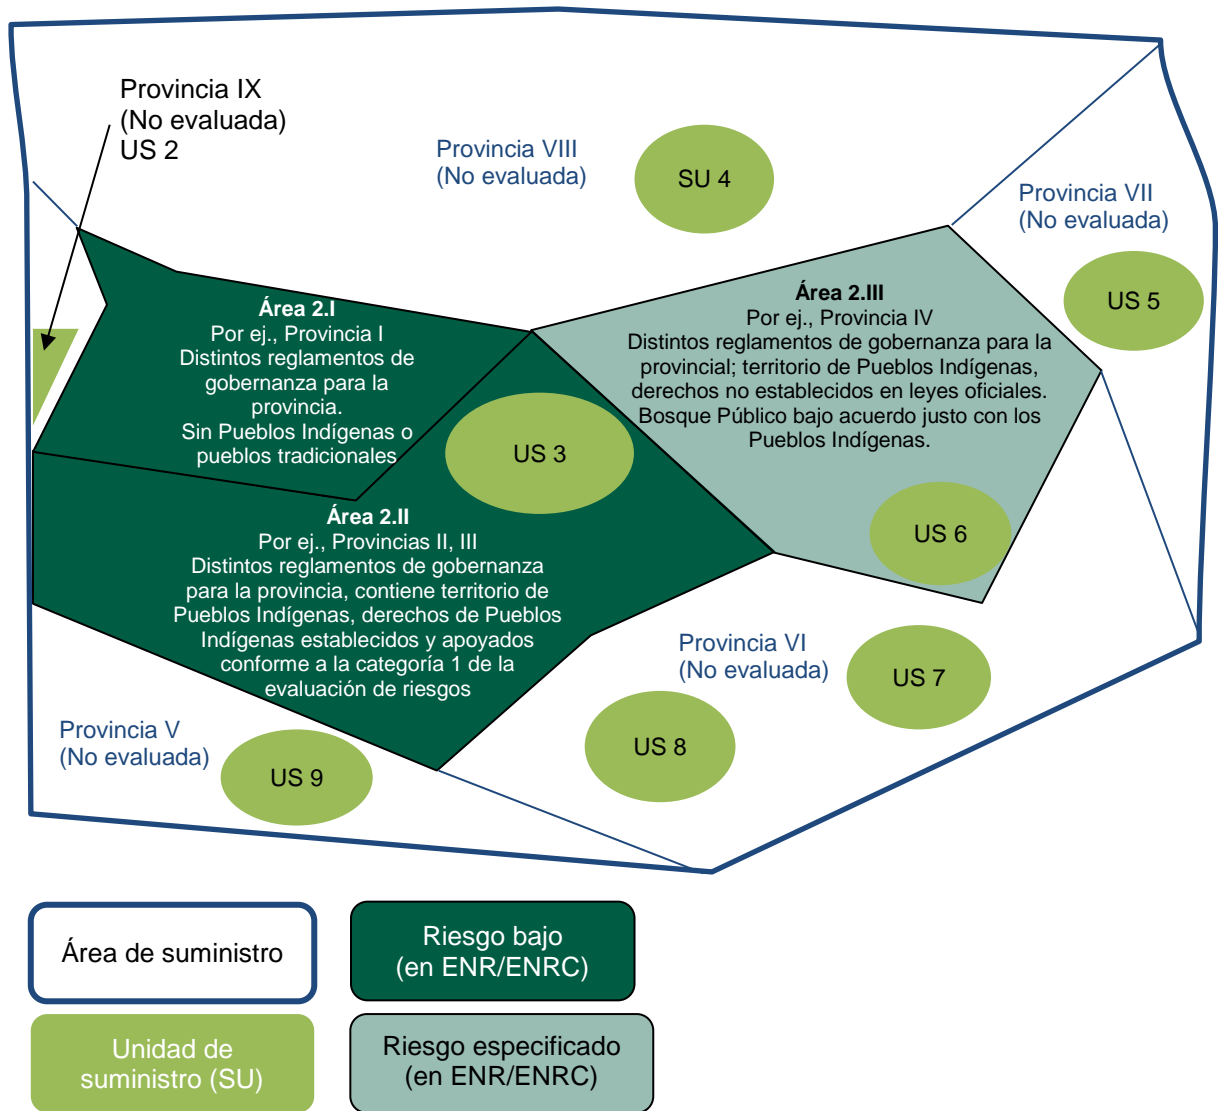 Provincia IX
(No evaluada)
US 2
Provincia VIII
(No evaluada)
SU 4
Provincia VII
(No evaluada)
US 5
Área 2.I
Por ej., Provincia I
Distintos reglamentos de
gobernanza para la
provincia.
Sin Pueblos Indígenas o
pueblos tradicionales
Área 2.III
Por ej., Provincia IV
Distintos reglamentos de gobernanza para la
provincial; territorio de Pueblos Indígenas,
derechos no establecidos en leyes oficiales.
Bosque Público bajo acuerdo justo con los
Pueblos Indígenas.
US 3
US 6
Área 2.II
Por ej., Provincias II, III
Distintos reglamentos de gobernanza
para la provincia, contiene territorio de
Pueblos Indígenas, derechos de Pueblos
Indígenas establecidos y apoyados
conforme a la categoría 1 de la
evaluación de riesgos
Provincia VI
(No evaluada)
US 7
US 8
Provincia V
(No evaluada)
US 9
Área de suministro
Riesgo bajo
(en ENR/ENRC)
Unidad de
suministro (SU)
Riesgo especificado
(en ENR/ENRC)